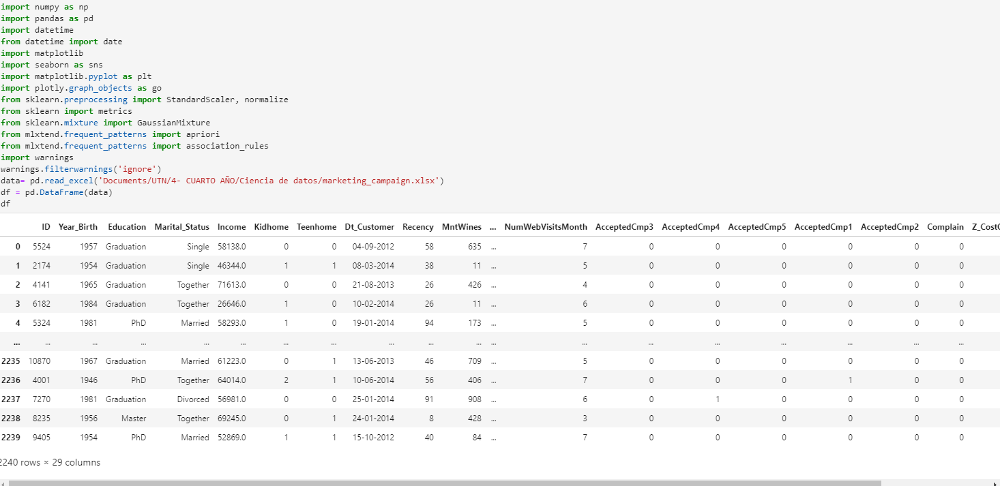 import numpy as np
import pandas as pd
import datetime
from datetime import date
import matplotlib
import seaborn as sns
import matplotlib.pyplot as plt
import plotly.graph_objects as go
from sklearn.preprocessing import StandardScaler, normalize
from sklearn import metrics
from sklearn.mixture import GaussianMixture
from mlxtend.frequent_patterns import apriori
from mlxtend.frequent_patterns import association_rules
import warnings
warnings.filterwarnings('ignore')
data= pd.read_excel('Documents/UTN/4- CUARTO AÑO/Ciencia de datos/marketing_campaign.xlsx')
df = pd.DataFrame(data)
df
ID Year_Birth Education Marital_Status Income Kidhome Teenhome Dt_Customer Recency MntWines ... NumWebVisitsMonth AcceptedCmp3 AcceptedCmp4 AcceptedCmp5 AcceptedCmp1 AcceptedCmp2 Complain Z_CostC
0 5524 1957 Graduation Single 58138.0 0 0 04-09-2012 58 635 ... 7 0 0 0 0 0 0
1 2174 1954 Graduation Single 46344.0 1 1 08-03-2014 38 11 ... 5 0 0 0 0 0 0
2 4141 1965 Graduation Together 71613.0 0 0 21-08-2013 26 426 ... 4 0 0 0 0 0 0
3 6182 1984 Graduation Together 26646.0 1 0 10-02-2014 26 11 ... 6 0 0 0 0 0 0
4 5324 1981 PhD Married 58293.0 1 0 19-01-2014 94 173 ... 5 0 0 0 0 0 0
... ... ... ... ... ... ... ... ... ... ... ... ... ... ... ... ... ... ...
2235 10870 1967 Graduation Married 61223.0 0 1 13-06-2013 46 709 ... 5 0 0 0 0 0 0
2236 4001 1946 PhD Together 64014.0 2 1 10-06-2014 56 406 ... 7 0 0 0 1 0 0
2237 7270 1981 Graduation Divorced 56981.0 0 0 25-01-2014 91 908 ... 6 0 1 0 0 0 0
2238 8235 1956 Master Together 69245.0 0 1 24-01-2014 8 428 ... 3 0 0 0 0 0 0
2239 9405 1954 PhD Married 52869.0 1 1 15-10-2012 40 84 ... 7 0 0 0 0 0 0
2240 rows × 29 columns